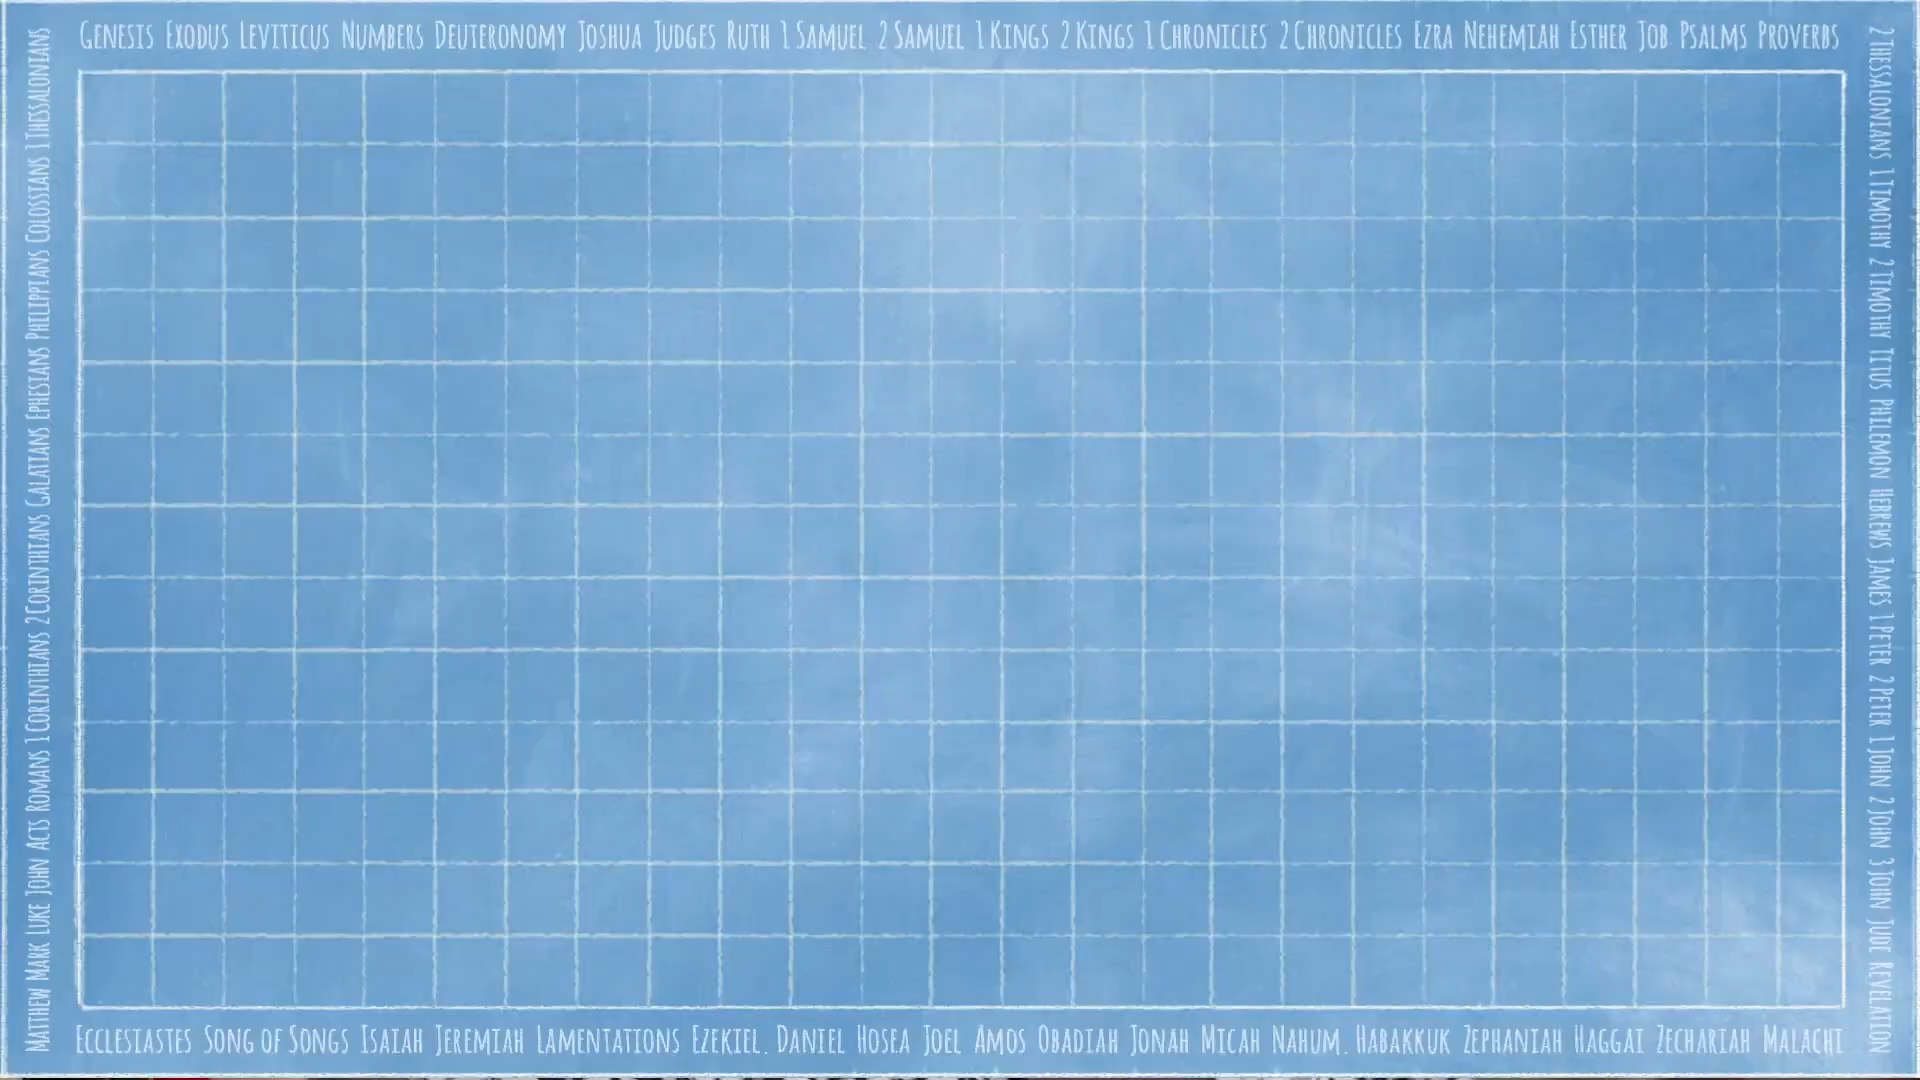 Genesis Exodus Leviticus Numbers Deuteronomy Joshua Judges Ruth 1 Samuel 2 Samuel 1 Kings 2 Kings 1 Chronicles 2 Chronicles Ezra Nehemiah Esther Job Psalms Proverbs
Matthew Mark Luke John Acts Romans 1 Corinthians 2 Corinthians Galatians Ephesians Philippians Colossians 1 Thessalonians
2 Thessalonians 1 Timothy 2 Timothy Titus Philemon Hebrews James 1 Peter 2 Peter 1 John 2 John 3 John Jude Revelation
Ecclesiastes Song of Songs Isaiah Jeremiah Lamentations Ezekiel Daniel Hosea Joel Amos Obadiah Jonah Micah Nahum Habakkuk Zephaniah Haggai Zechariah Malachi